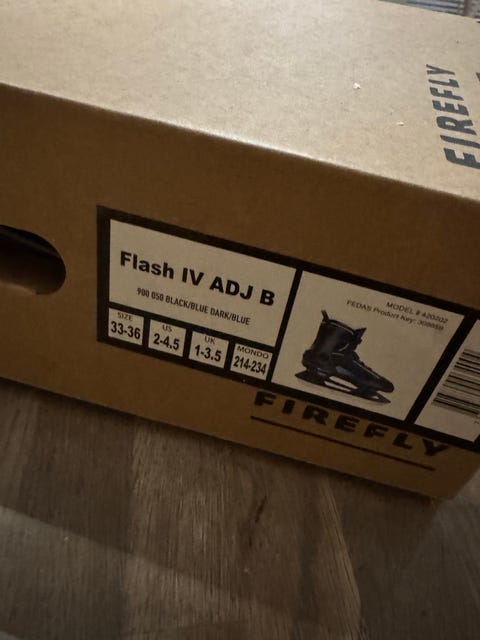 FIREFLY
Flash IV ADJ B
900 050 BLACK/BLUE DARK/BLUE
SIZE
33-36
US
2-4.5
UK
1-3.5
MONDO
214-234
MODEL # 420202
FEDAS Product Key: 308059
FIREFLY